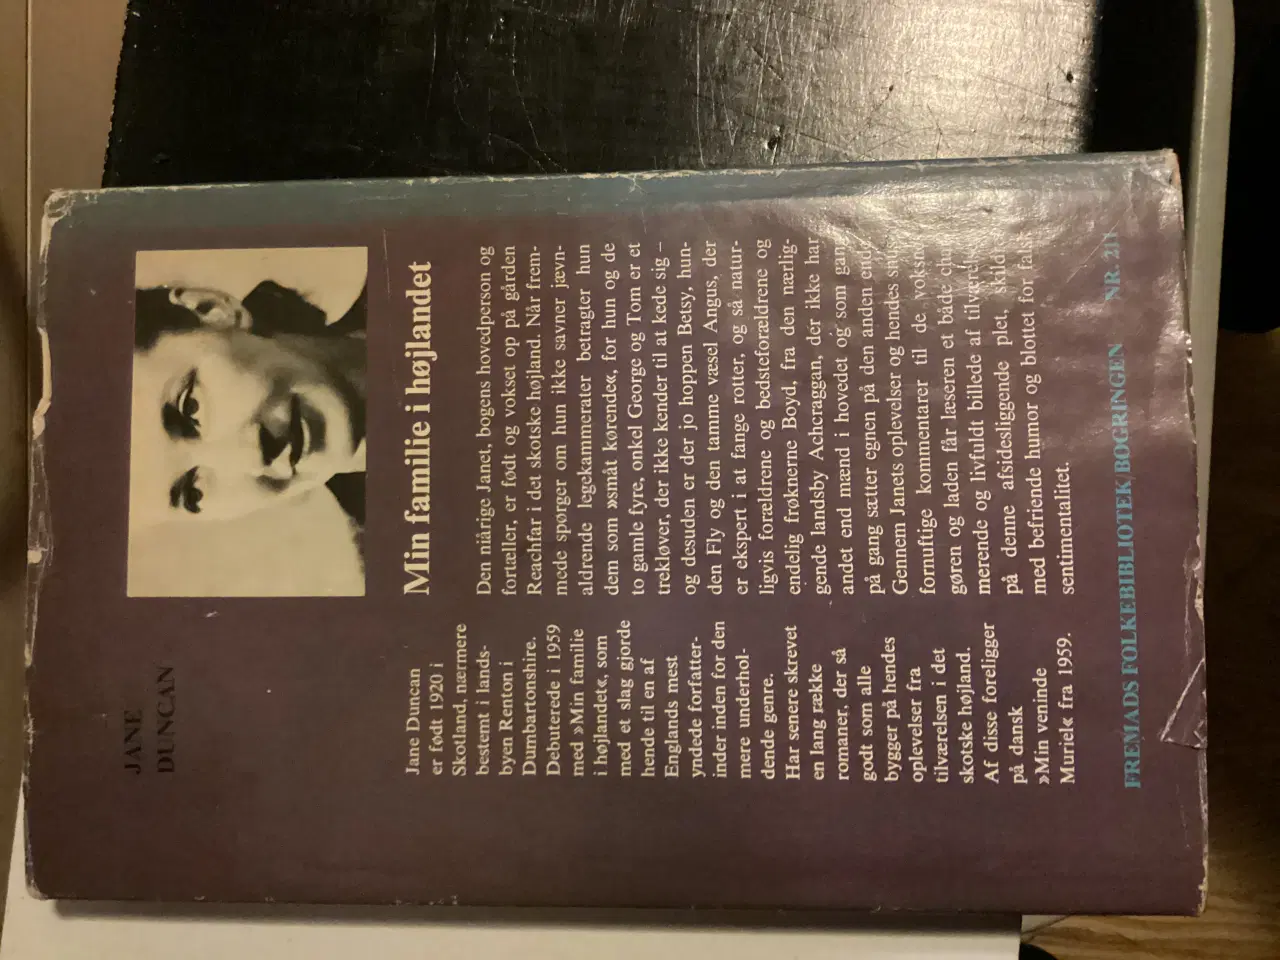 JANE
DUNCAN
Jane Duncan
er født 1920 i
Skotland, nærmere
bestemt i lands-
byen Renton i
Dumbartonshire.
Debuterede i 1959
med »Min familie
i højlandet«, som
med et slag gjorde
hende til en af
Englands mest
yndede forfatter-
inder inden for den
mere underhol-
dende genre.
Har senere skrevet
en lang række
romaner, der så
godt som alle
bygger på hendes
oplevelser fra
tilværelsen i det
skotske højland.
Af disse foreligger
på dansk
»Min veninde
Muriel« fra 1959.
Min familie i højlandet
Den niårige Janet, bogens hovedperson og
fortæller, er født og vokset op på gården
Reachfar i det skotske højland. Når frem-
mede spørger om hun ikke savner jævn-
aldrende legekammerater betragter hun
dem som »småt kørende«, for hun og de
to gamle fyre, onkel George og Tom er et
trekløver, der ikke kender til at kede sig –
og desuden er der jo hoppen Betsy, hun-
den Fly og den tamme væsel Angus, der
er ekspert i at fange rotter, og så natur-
ligvis forældrene og bedsteforældrene og
endelig frøknerne Boyd, fra den nærlig-
gende landsby Achcraggan, der ikke har
andet end mænd i hovedet og som gang
på gang sætter egnen på den anden ende.
Gennem Janets oplevelser og hendes
fornuftige kommentarer til de voksnes
gøren og laden får læseren et både char-
merende og livfuldt billede af tilværelsen
på denne afsidesliggende plet, skildret
med befriende humor og blottet for falsk
sentimentalitet.
FREMADS FOLKEBIBLIOTEK/BOGRINGEN NR. 211